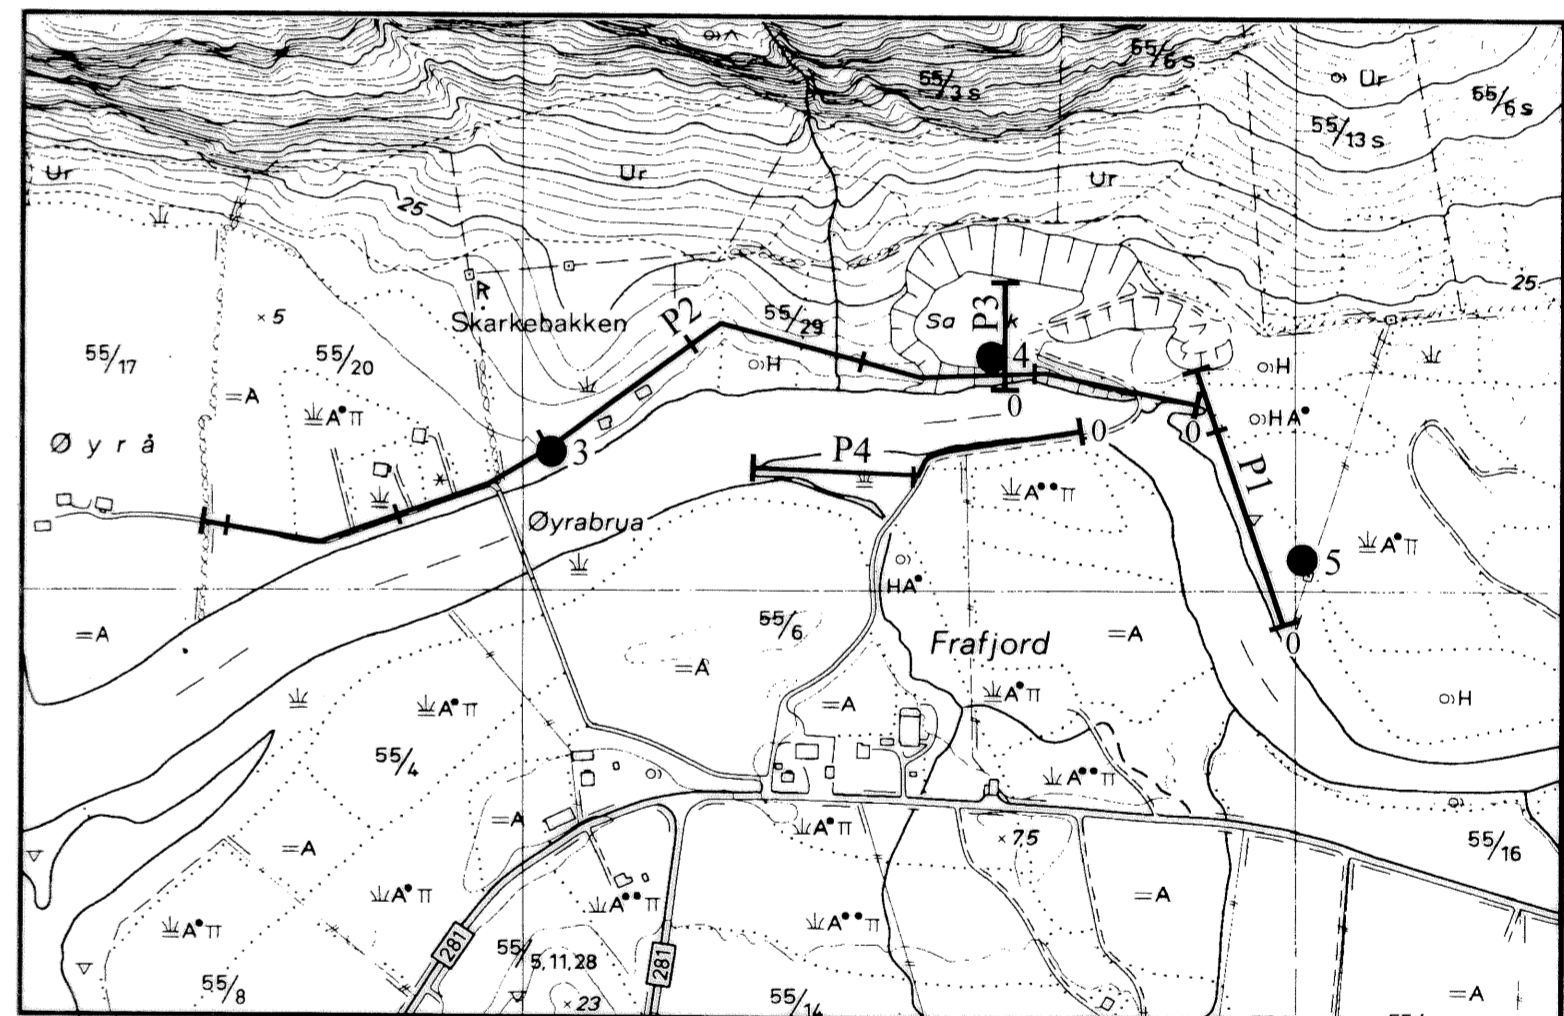 55/6 s
55/3 s
Ur
55/6 s
55/13 s
Ur
Ur
Ur
25
25
5
Skarkebakken
P2
55/29
Sa k
P3
4
0
H
H
55/17
55/20
A
A
Ø y r å
3
P4
0
0
HA
P1
A
Øyrabrua
A
5
HA
0
A
55/6
A
Frafjord
A
A
A
A
H
55/4
A
A
A
A
7.5
55/16
A
A
A
A
A
A
281
281
55/5, 11, 28
23
55/8
55/14
A